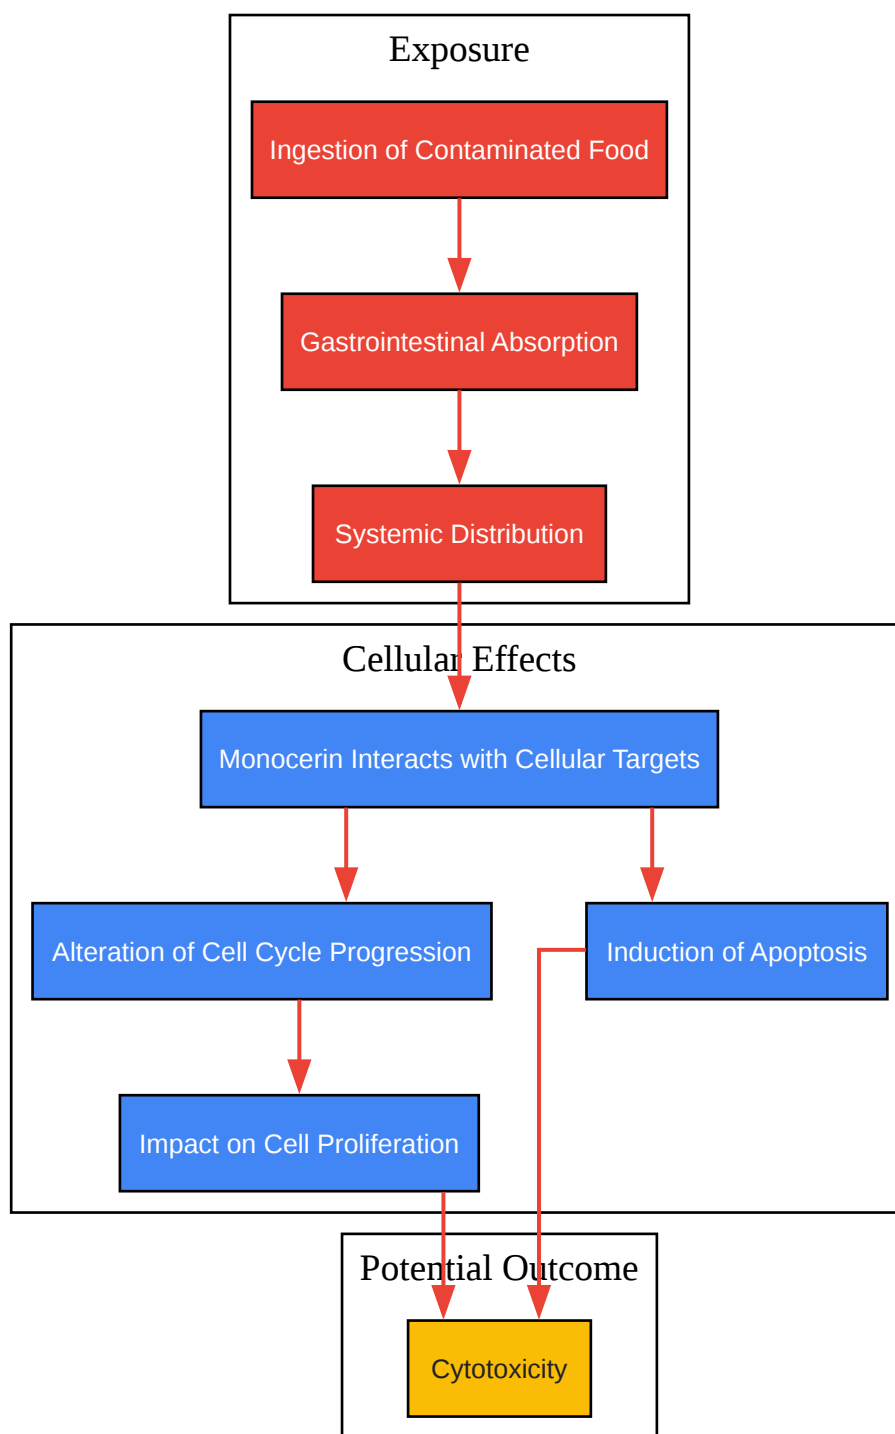 Exposure
Ingestion of Contaminated Food
Gastrointestinal Absorption
Systemic Distribution
Cellular Effects
Monocerin Interacts with Cellular Targets
Alteration of Cell Cycle Progression
Induction of Apoptosis
Impact on Cell Proliferation
Potential Outcome
Cytotoxicity